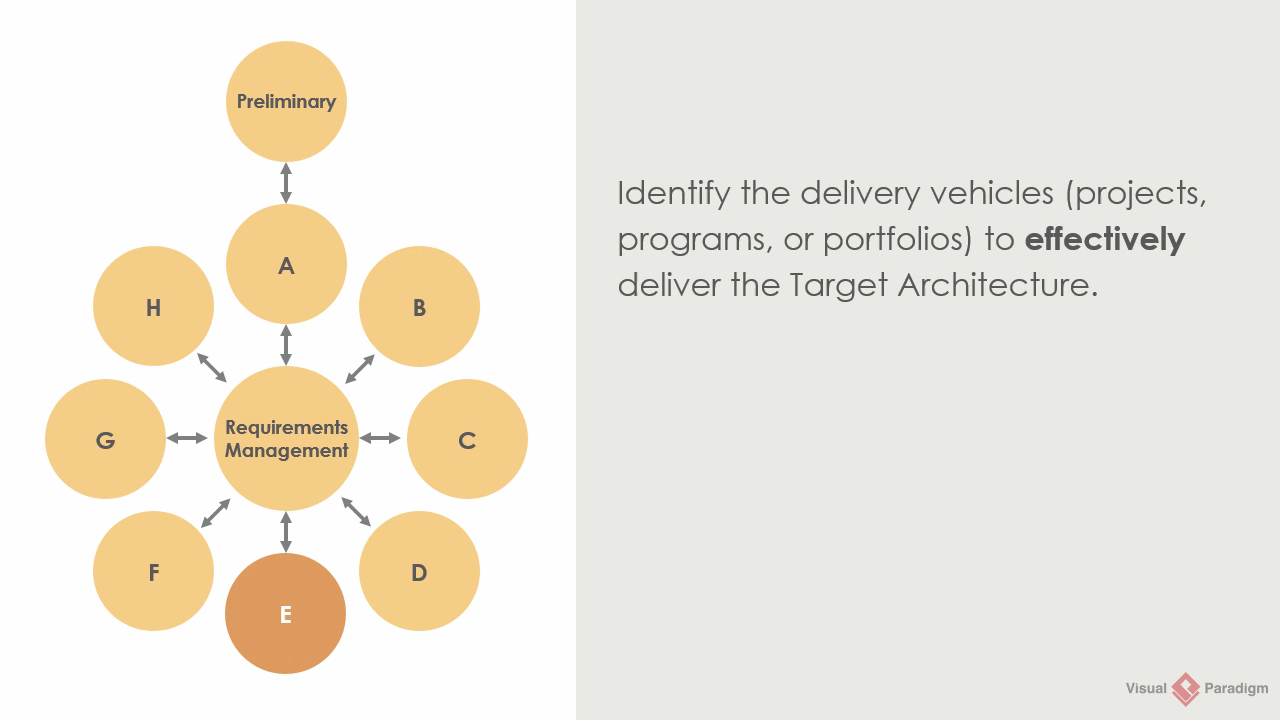 Preliminary
A
H
B
G
Requirements
Management
C
F
D
E
Identify the delivery vehicles (projects,
programs, or portfolios) to effectively
deliver the Target Architecture.
Visual Paradigm